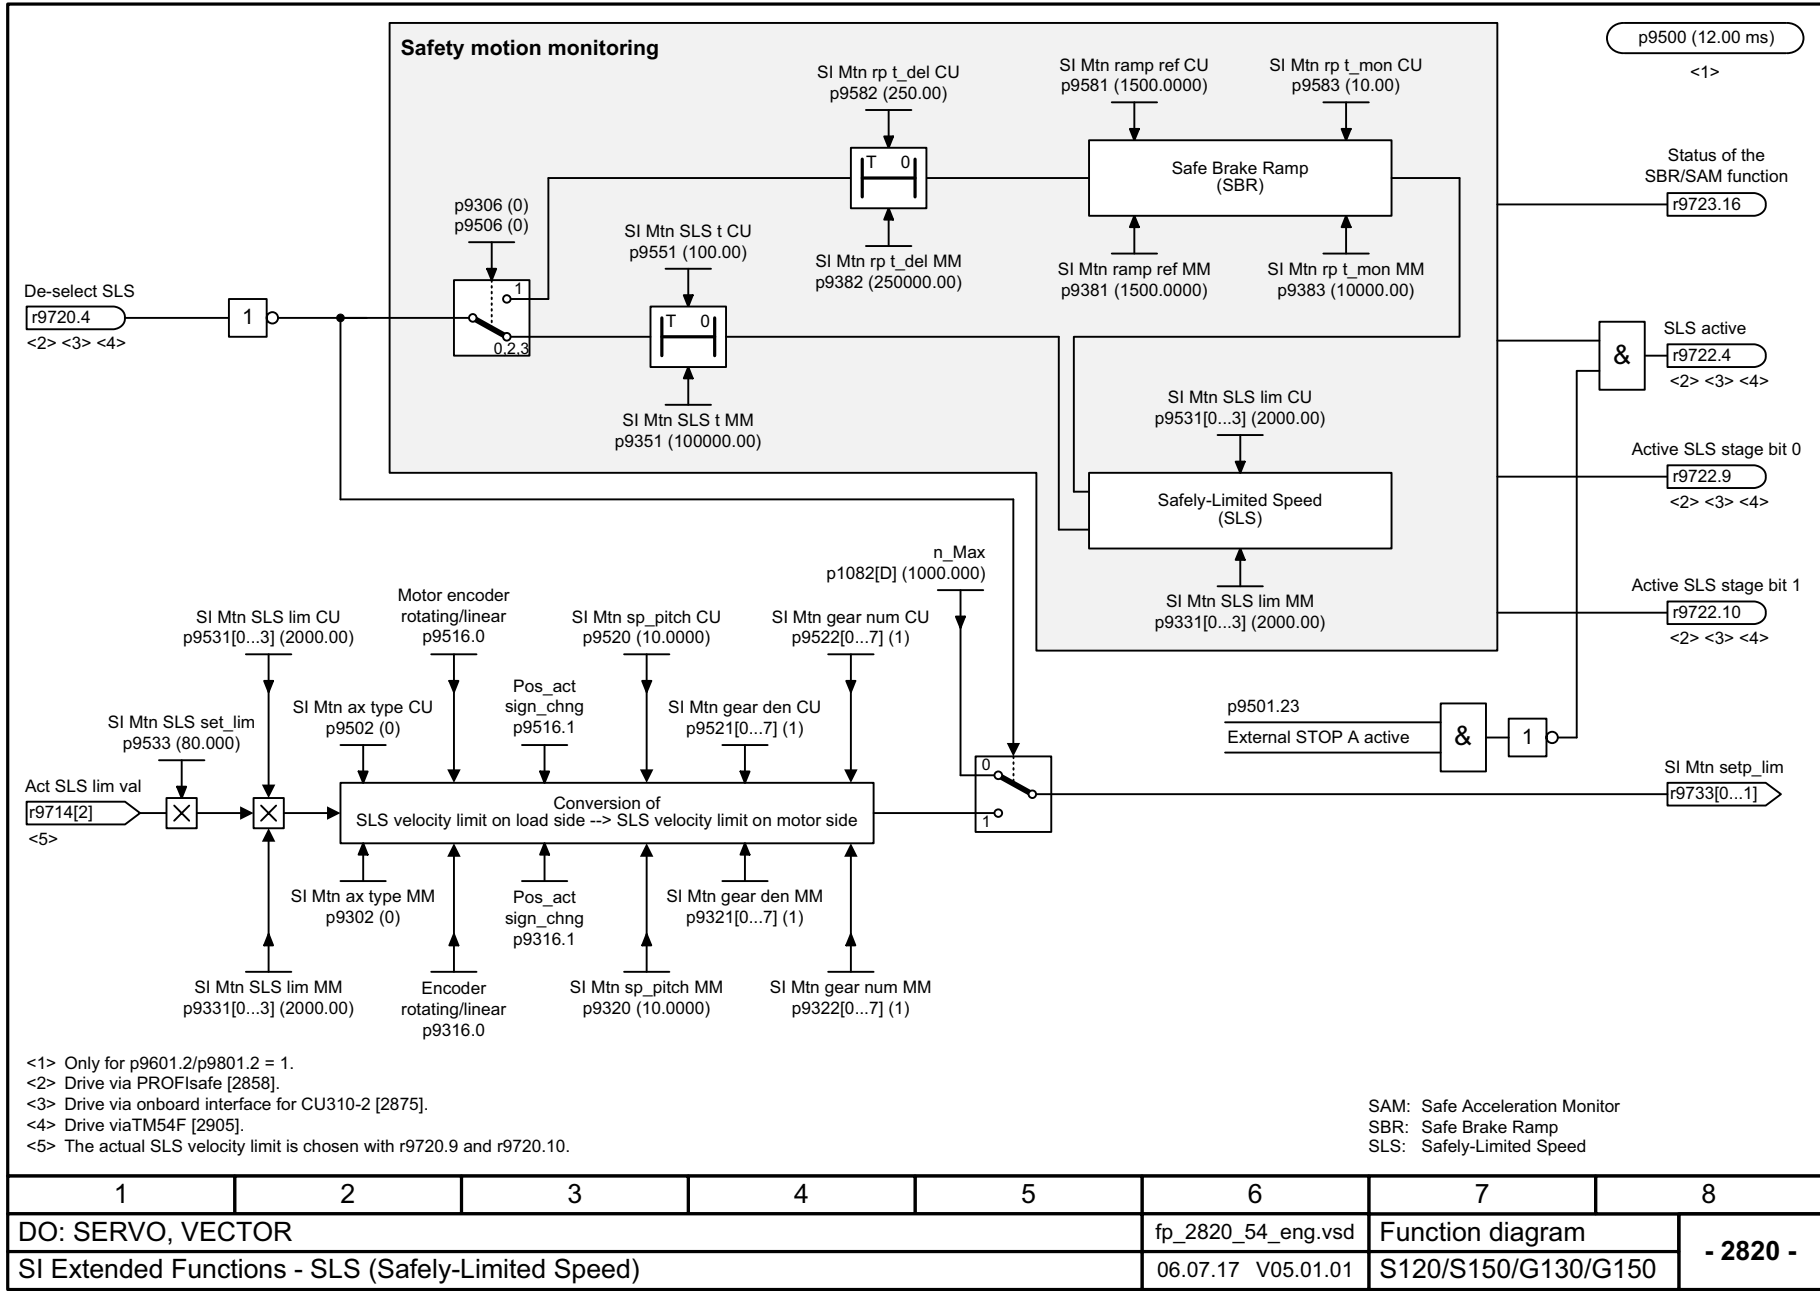 Safety motion monitoring
p9500 (12.00 ms)
<1>
SI Mtn rp t_del CU
p9582 (250.00)
SI Mtn ramp ref CU
p9581 (1500.0000)
SI Mtn rp t_mon CU
p9583 (10.00)
T 0
Safe Brake Ramp
(SBR)
Status of the
SBR/SAM function
r9723.16
p9306 (0)
p9506 (0)
SI Mtn SLS t CU
p9551 (100.00)
SI Mtn rp t_del MM
p9382 (250000.00)
SI Mtn ramp ref MM
p9381 (1500.0000)
SI Mtn rp t_mon MM
p9383 (10000.00)
De-select SLS
r9720.4
<2> <3> <4>
1
1
0,2,3
T 0
SI Mtn SLS t MM
p9351 (100000.00)
&
SLS active
r9722.4
<2> <3> <4>
SI Mtn SLS lim CU
p9531[0...3] (2000.00)
Safely-Limited Speed
(SLS)
SI Mtn SLS lim MM
p9331[0...3] (2000.00)
Active SLS stage bit 0
r9722.9
<2> <3> <4>
Active SLS stage bit 1
r9722.10
<2> <3> <4>
n_Max
p1082[D] (1000.000)
SI Mtn SLS lim CU
p9531[0...3] (2000.00)
Motor encoder
rotating/linear
p9516.0
SI Mtn sp_pitch CU
p9520 (10.0000)
SI Mtn gear num CU
p9522[0...7] (1)
SI Mtn SLS set_lim
p9533 (80.000)
SI Mtn ax type CU
p9502 (0)
Pos_act
sign_chng
p9516.1
SI Mtn gear den CU
p9521[0...7] (1)
p9501.23
External STOP A active
&
1
Act SLS lim val
r9714[2]
<5>
Conversion of
SLS velocity limit on load side --> SLS velocity limit on motor side
0
1
SI Mtn setp_lim
r9733[0...1]
SI Mtn ax type MM
p9302 (0)
Pos_act
sign_chng
p9316.1
SI Mtn gear den MM
p9321[0...7] (1)
SI Mtn SLS lim MM
p9331[0...3] (2000.00)
Encoder
rotating/linear
p9316.0
SI Mtn sp_pitch MM
p9320 (10.0000)
SI Mtn gear num MM
p9322[0...7] (1)
<1> Only for p9601.2/p9801.2 = 1.
<2> Drive via PROFIsafe [2858].
<3> Drive via onboard interface for CU310-2 [2875].
<4> Drive viaTM54F [2905].
<5> The actual SLS velocity limit is chosen with r9720.9 and r9720.10.
SAM: Safe Acceleration Monitor
SBR: Safe Brake Ramp
SLS: Safely-Limited Speed
1 2 3 4 5 6 7 8
DO: SERVO, VECTOR
fp_2820_54_eng.vsd
Function diagram
- 2820 -
SI Extended Functions - SLS (Safely-Limited Speed)
06.07.17 V05.01.01
S120/S150/G130/G150